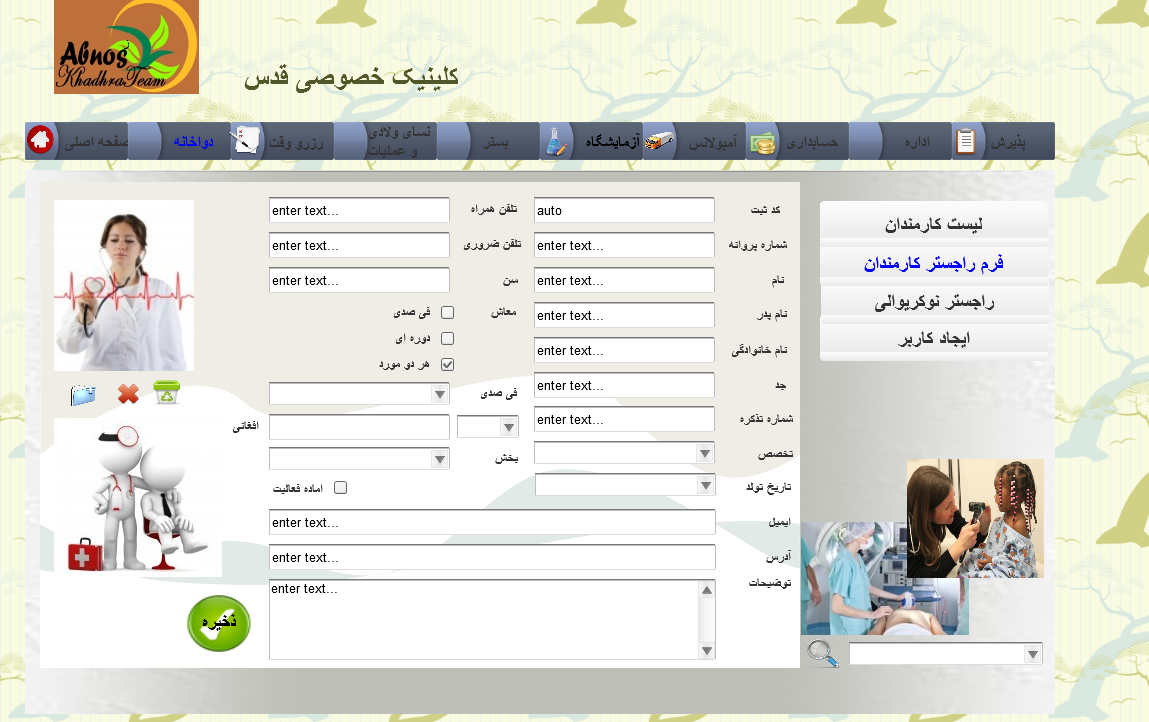 Abnos
KhadhraTeam
کلینیک خصوصی قدس
پذیرش
اداره
حسابداری
آمبولانس
آزمایشگاه
بستر
نسای ولادی
و عملیات
رزرو وقت
دواخانه
صفحه اصلی
لیست کارمندان
فرم راجستر کارمندان
راجستر نوکریوالی
ایجاد کاربر
کد ثبت
auto
تلفن همراه
enter text...
شماره پروانه
enter text...
تلفن ضروری
enter text...
نام
enter text...
سن
enter text...
نام پدر
enter text...
معاش
فی صدی
دوره ای
نام خانوادگی
enter text...
هر دو مورد
جد
enter text...
فی صدی
شماره تذکره
enter text...
افغانی
تخصص
بخش
تاریخ تولد
اماده فعالیت
ایمیل
enter text...
آدرس
enter text...
توضیحات
enter text...
ذخیره